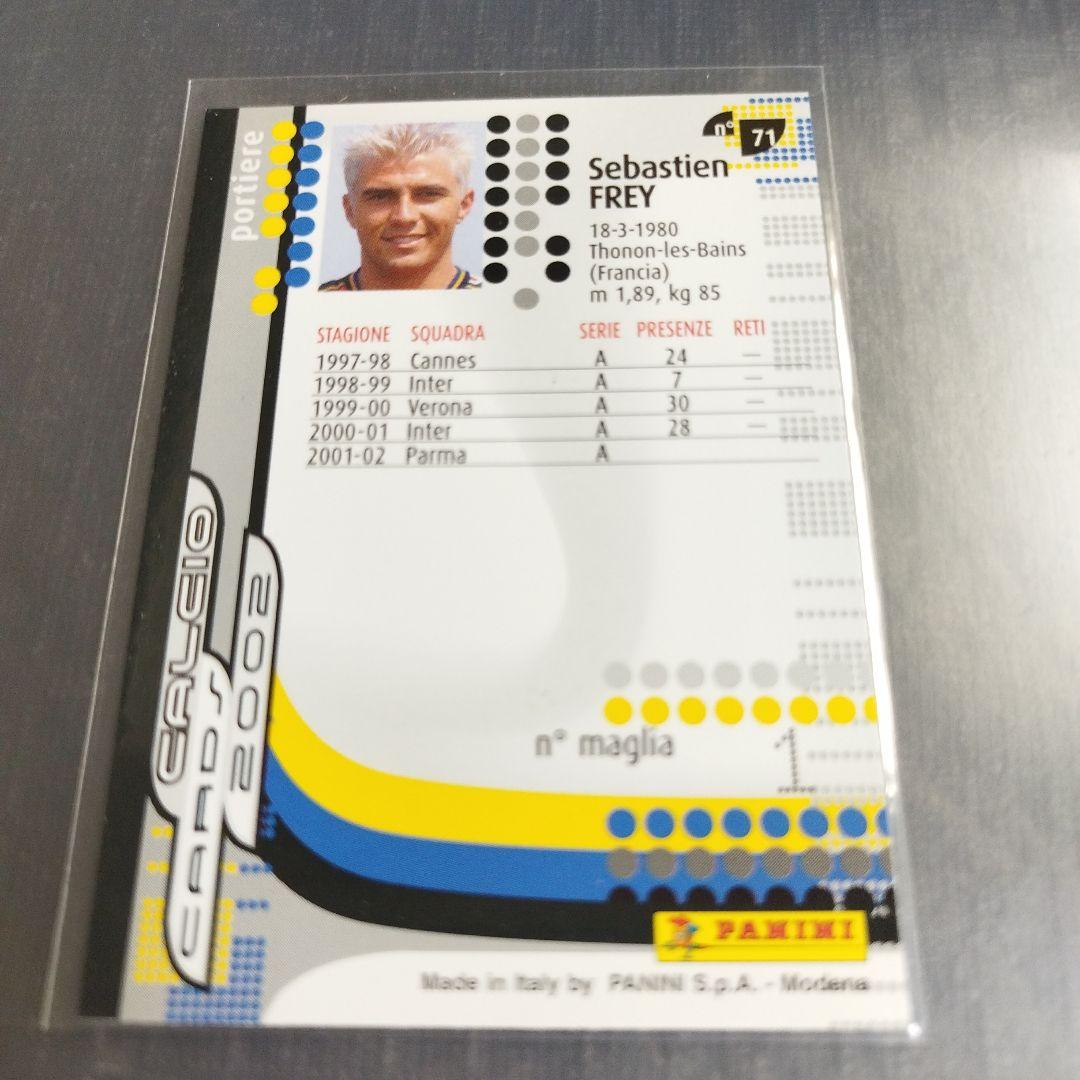 portiere
n° 71
Sebastien
FREY
18-3-1980
Thonon-les-Bains
(Francia)
m 1,89, kg 85
STAGIONE SQUADRA SERIE PRESENZE RETI
1997-98 Cannes A 24 —
1998-99 Inter A 7 —
1999-00 Verona A 30 —
2000-01 Inter A 28 —
2001-02 Parma A
CALCIO
CARDS
2002
n° maglia 1
PANINI
Made in Italy by PANINI S.p.A. - Modena